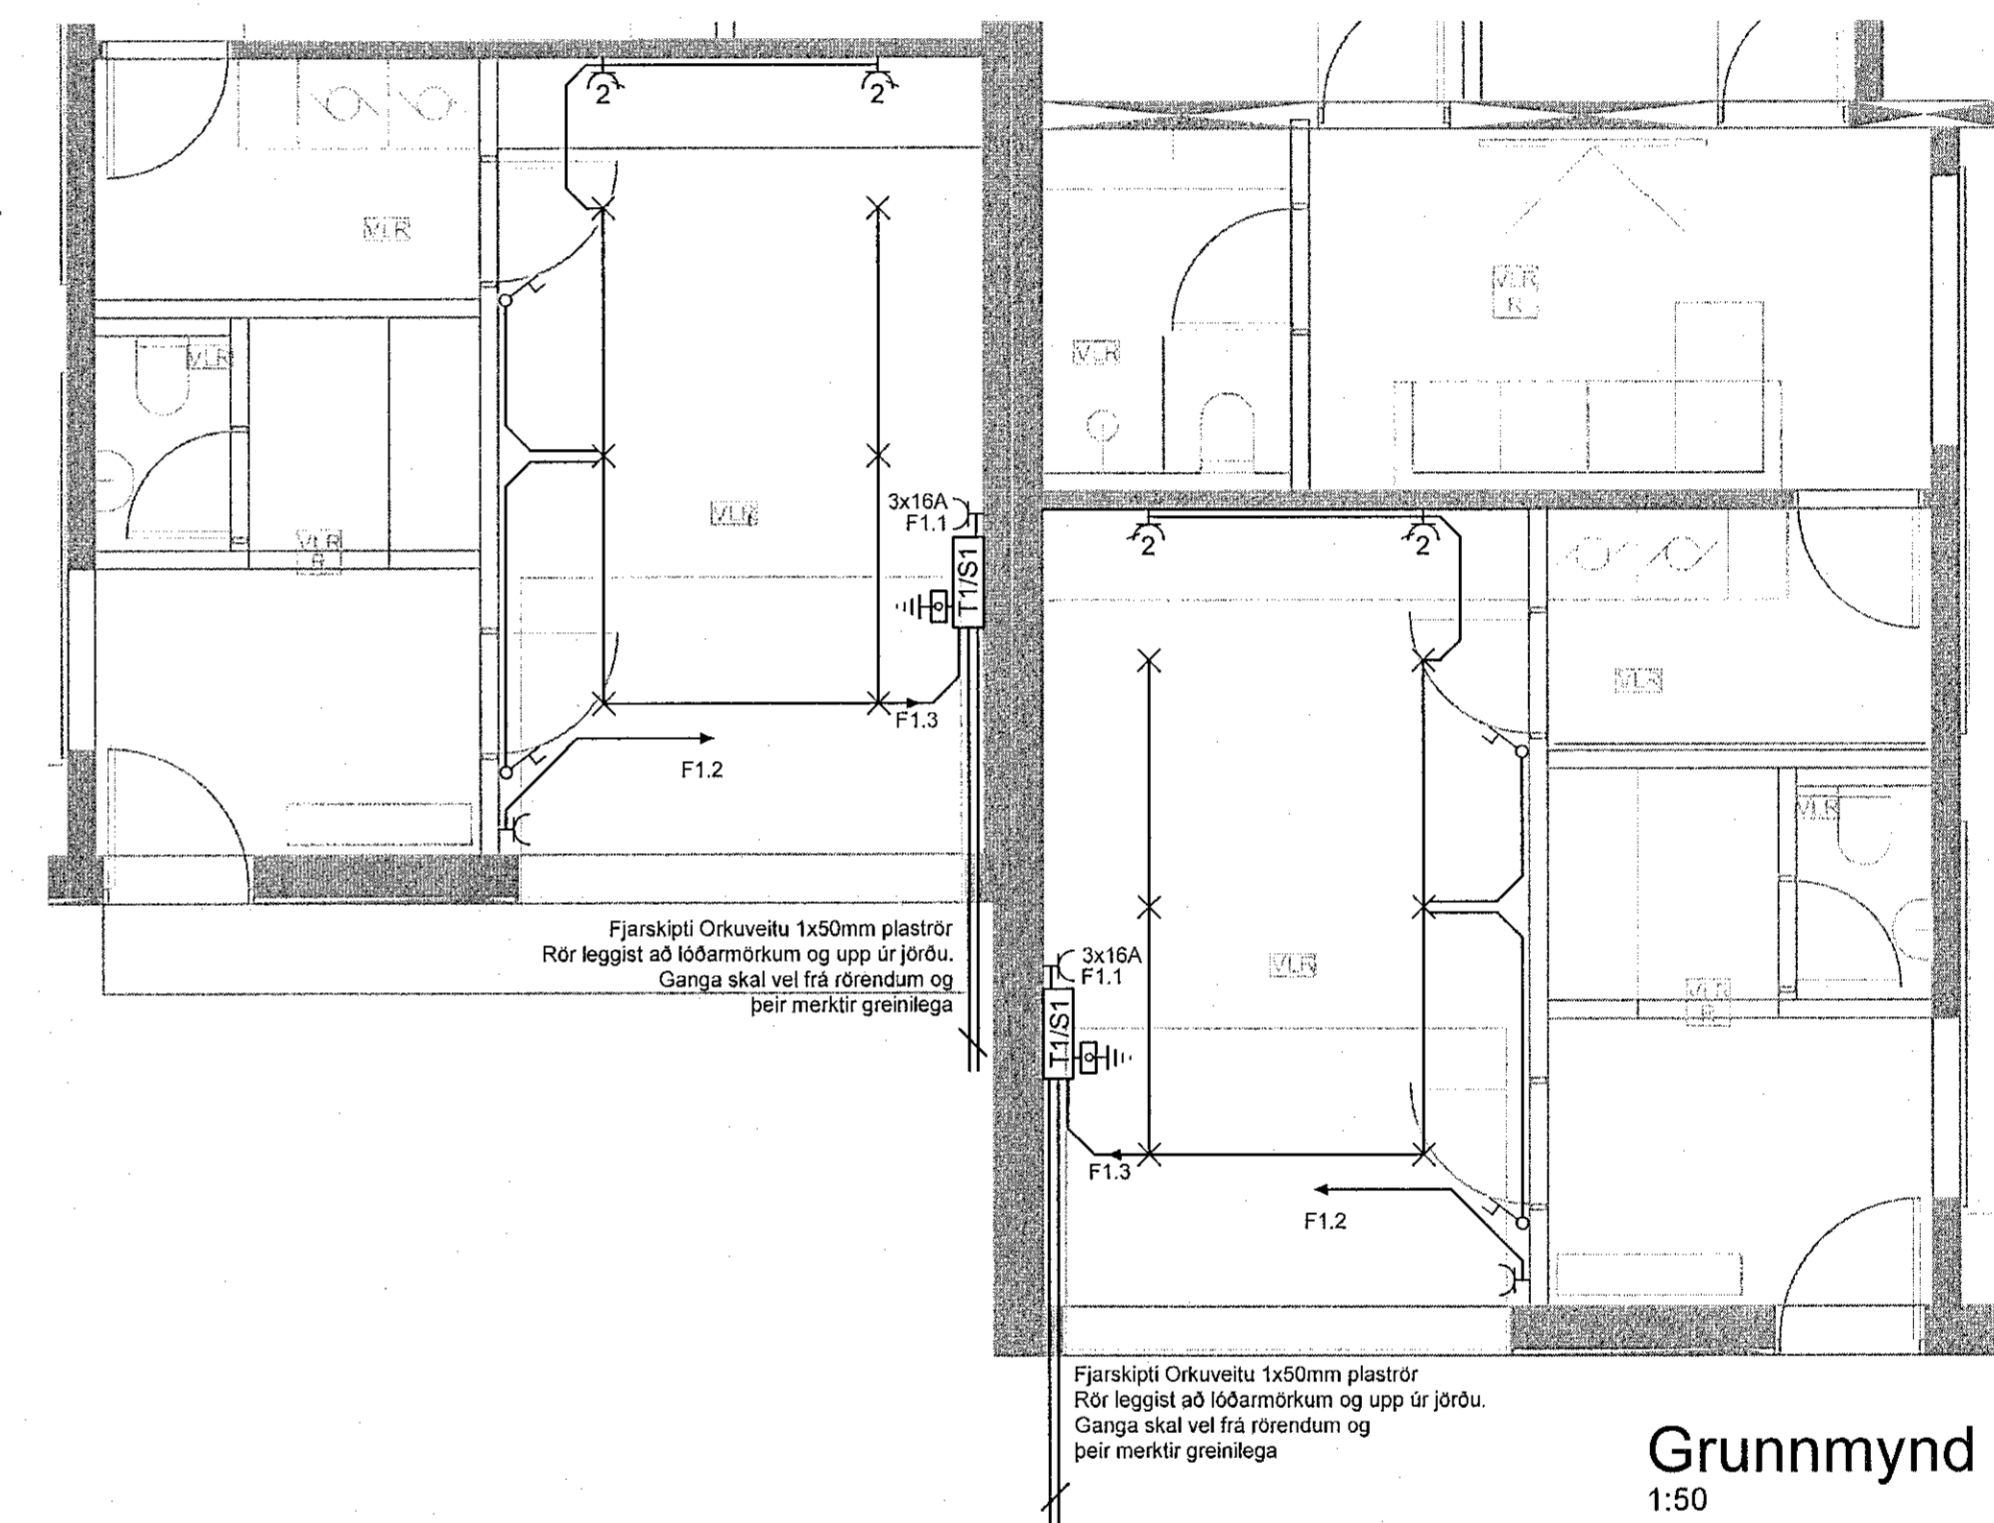 2
2
VLR
VLR
VLR
R
VLR
3x16A
F1.1
T1/S1
F1.3
F1.2
Fjarskipti Orkuveitu 1x50mm plaströr
Rör leggist að lóðarmörkum og upp úr jörðu.
Ganga skal vel frá rörendum og
þeir merktir greinilega
VLR
VLR
R
2
2
VLR
VLR
VLR
VLR
R
3x16A
F1.1
T1/S1
F1.3
F1.2
Fjarskipti Orkuveitu 1x50mm plaströr
Rör leggist að lóðarmörkum og upp úr jörðu.
Ganga skal vel frá rörendum og
þeir merktir greinilega
Grunnmynd
1:50